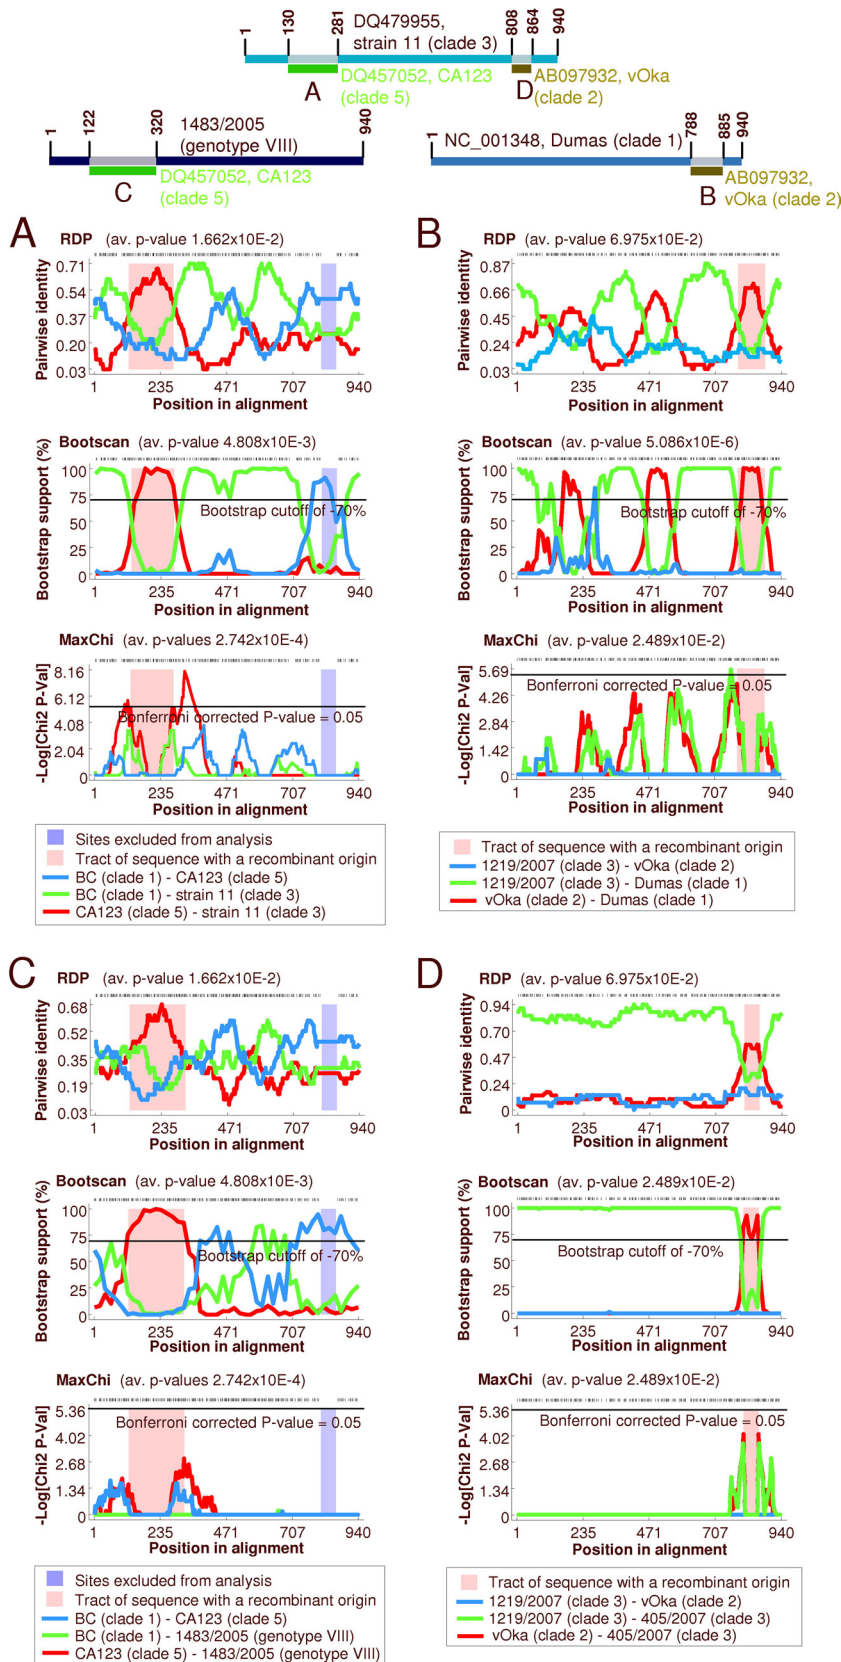 1 130 281 DQ479955, strain 11 (clade 3) 808 864 940
DQ457052, CA123 (clade 5)
A
D
AB097932, vOka (clade 2)
1 122 320 1483/2005 (genotype VIII) 940
DQ457052, CA123 (clade 5)
C
1 NC_001348, Dumas (clade 1) 788 885 940
B
AB097932, vOka (clade 2)
A
RDP (av. p-value 1.662x10E-2)
Pairwise identity
0.71
0.54
0.37
0.20
0.03
1 235 471 707 940
Position in alignment
Bootscan (av. p-value 4.808x10E-3)
Bootstrap support (%)
100
75
Bootstrap cutoff of -70%
50
25
0
1 235 471 707 940
Position in alignment
MaxChi (av. p-values 2.742x10E-4)
-Log[Chi2 P-Val]
8.16
6.12
Bonferroni corrected P-value = 0.05
4.08
2.04
0
1 235 471 707 940
Position in alignment
Sites excluded from analysis
Tract of sequence with a recombinant origin
BC (clade 1) - CA123 (clade 5)
BC (clade 1) - strain 11 (clade 3)
CA123 (clade 5) - strain 11 (clade 3)
B
RDP (av. p-value 6.975x10E-2)
Pairwise identity
0.87
0.66
0.45
0.24
0.03
1 235 471 707 940
Position in alignment
Bootscan (av. p-value 5.086x10E-6)
Bootstrap support (%)
100
75
Bootstrap cutoff of -70%
50
25
0
1 235 471 707 940
Position in alignment
MaxChi (av. p-value 2.489x10E-2)
-Log[Chi2 P-Val]
5.69
Bonferroni corrected P-value = 0.05
4.26
2.84
1.42
0
1 235 471 707 940
Position in alignment
Tract of sequence with a recombinant origin
1219/2007 (clade 3) - vOka (clade 2)
1219/2007 (clade 3) - Dumas (clade 1)
vOka (clade 2) - Dumas (clade 1)
C
RDP (av. p-value 1.662x10E-2)
Pairwise identity
0.68
0.52
0.35
0.19
0.03
1 235 471 707 940
Position in alignment
Bootscan (av. p-value 4.808x10E-3)
Bootstrap support (%)
100
75
Bootstrap cutoff of -70%
50
25
0
1 235 471 707 940
Position in alignment
MaxChi (av. p-values 2.742x10E-4)
-Log[Chi2 P-Val]
5.36
Bonferroni corrected P-value = 0.05
4.02
2.68
1.34
0
1 235 471 707 940
Position in alignment
Sites excluded from analysis
Tract of sequence with a recombinant origin
BC (clade 1) - CA123 (clade 5)
BC (clade 1) - 1483/2005 (genotype VIII)
CA123 (clade 5) - 1483/2005 (genotype VIII)
D
RDP (av. p-value 6.975x10E-2)
Pairwise identity
0.94
0.70
0.47
0.24
0
1 235 471 707 940
Position in alignment
Bootscan (av. p-value 2.489x10E-2)
Bootstrap support (%)
100
75
Bootstrap cutoff of -70%
50
25
0
1 235 471 707 940
Position in alignment
MaxChi (av. p-value 2.489x10E-2)
-Log[Chi2 P-Val]
5.36
Bonferroni corrected P-value = 0.05
4.02
2.68
1.34
0
1 235 471 707 940
Position in alignment
Tract of sequence with a recombinant origin
1219/2007 (clade 3) - vOka (clade 2)
1219/2007 (clade 3) - 405/2007 (clade 3)
vOka (clade 2) - 405/2007 (clade 3)